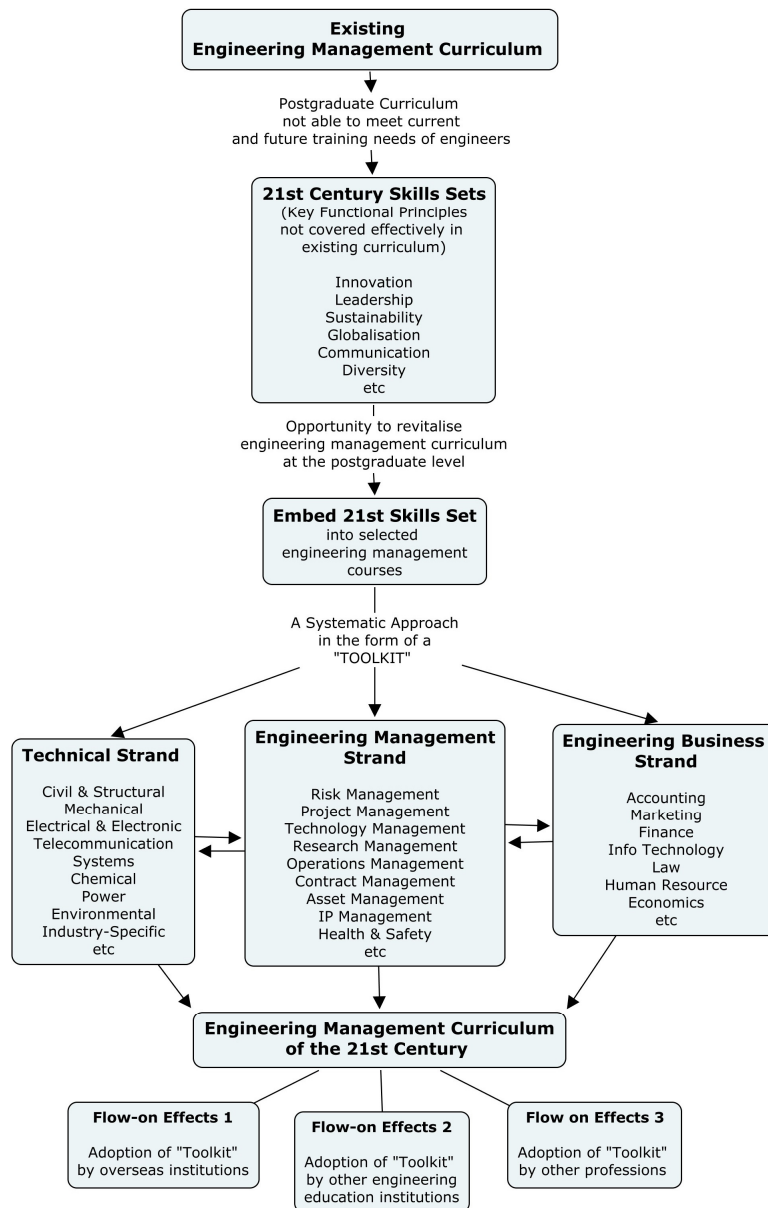 Existing
Engineering Management Curriculum
Postgraduate Curriculum
not able to meet current
and future training needs of engineers
21st Century Skills Sets
(Key Functional Principles
not covered effectively in
existing curriculum)
Innovation
Leadership
Sustainability
Globalisation
Communication
Diversity
etc
Opportunity to revitalise
engineering management curriculum
at the postgraduate level
Embed 21st Skills Set
into selected
engineering management
courses
A Systematic Approach
in the form of a
"TOOLKIT"
Technical Strand
Civil & Structural
Mechanical
Electrical & Electronic
Telecommunication
Systems
Chemical
Power
Environmental
Industry-Specific
etc
Engineering Management
Strand
Risk Management
Project Management
Technology Management
Research Management
Operations Management
Contract Management
Asset Management
IP Management
Health & Safety
etc
Engineering Business
Strand
Accounting
Marketing
Finance
Info Technology
Law
Human Resource
Economics
etc
Engineering Management Curriculum
of the 21st Century
Flow-on Effects 1
Adoption of "Toolkit"
by overseas institutions
Flow-on Effects 2
Adoption of "Toolkit"
by other engineering
education institutions
Flow on Effects 3
Adoption of "Toolkit"
by other professions